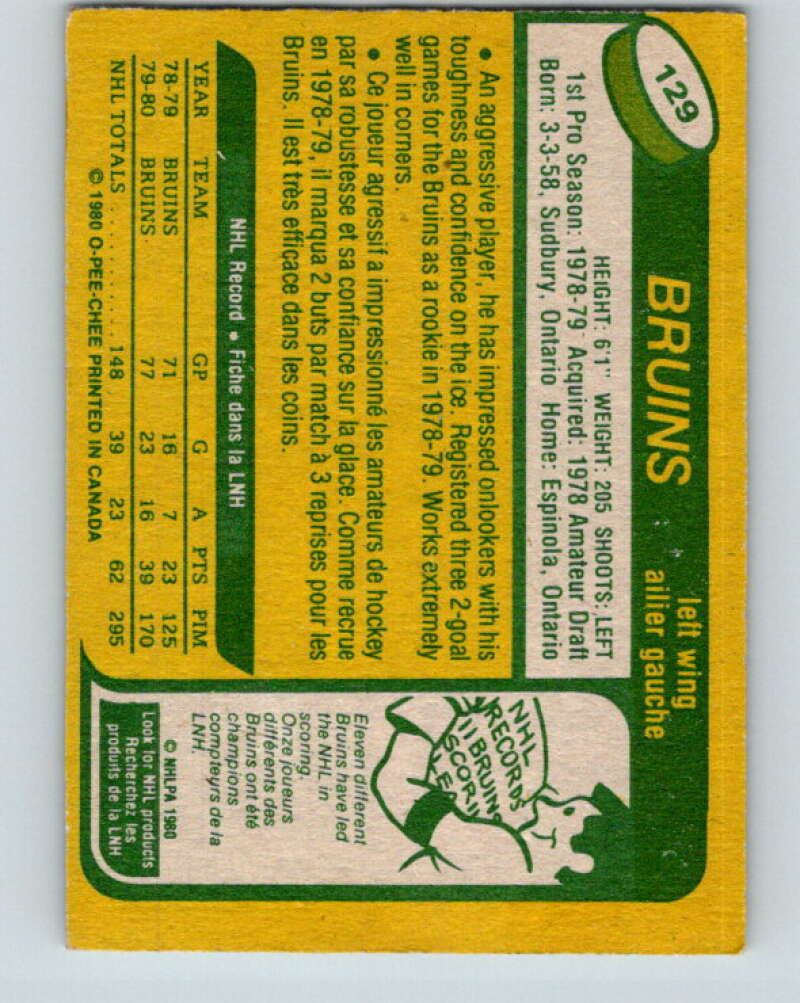 129
BRUINS
left wing
ailier gauche
HEIGHT: 6'1" WEIGHT: 205 SHOOTS: LEFT
1st Pro Season: 1978-79 Acquired: 1978 Amateur Draft
Born: 3-3-58, Sudbury, Ontario Home: Espinola, Ontario
• An aggressive player, he has impressed onlookers with his
toughness and confidence on the ice. Registered three 2-goal
games for the Bruins as a rookie in 1978-79. Works extremely
well in corners.
• Ce joueur agressif a impressionné les amateurs de hockey
par sa robustesse et sa confiance sur la glace. Comme recrue
en 1978-79, il marqua 2 buts par match à 3 reprises pour les
Bruins. Il est très efficace dans les coins.
NHL Record • Fiche dans la LNH
YEAR TEAM GP G A PTS PIM
78-79 BRUINS 71 16 7 23 125
79-80 BRUINS 77 23 16 39 170
NHL TOTALS ........... 148 39 23 62 295
© 1980 O-PEE-CHEE PRINTED IN CANADA
NHL
RECORDS
11 BRUINS
SCORIN
LEA
Eleven different
Bruins have led
the NHL in
scoring.
Onze joueurs
différents des
Bruins ont été
champions
compteurs de la
LNH.
© NHLPA 1980
Look for NHL products
Recherchez les
produits de la LNH